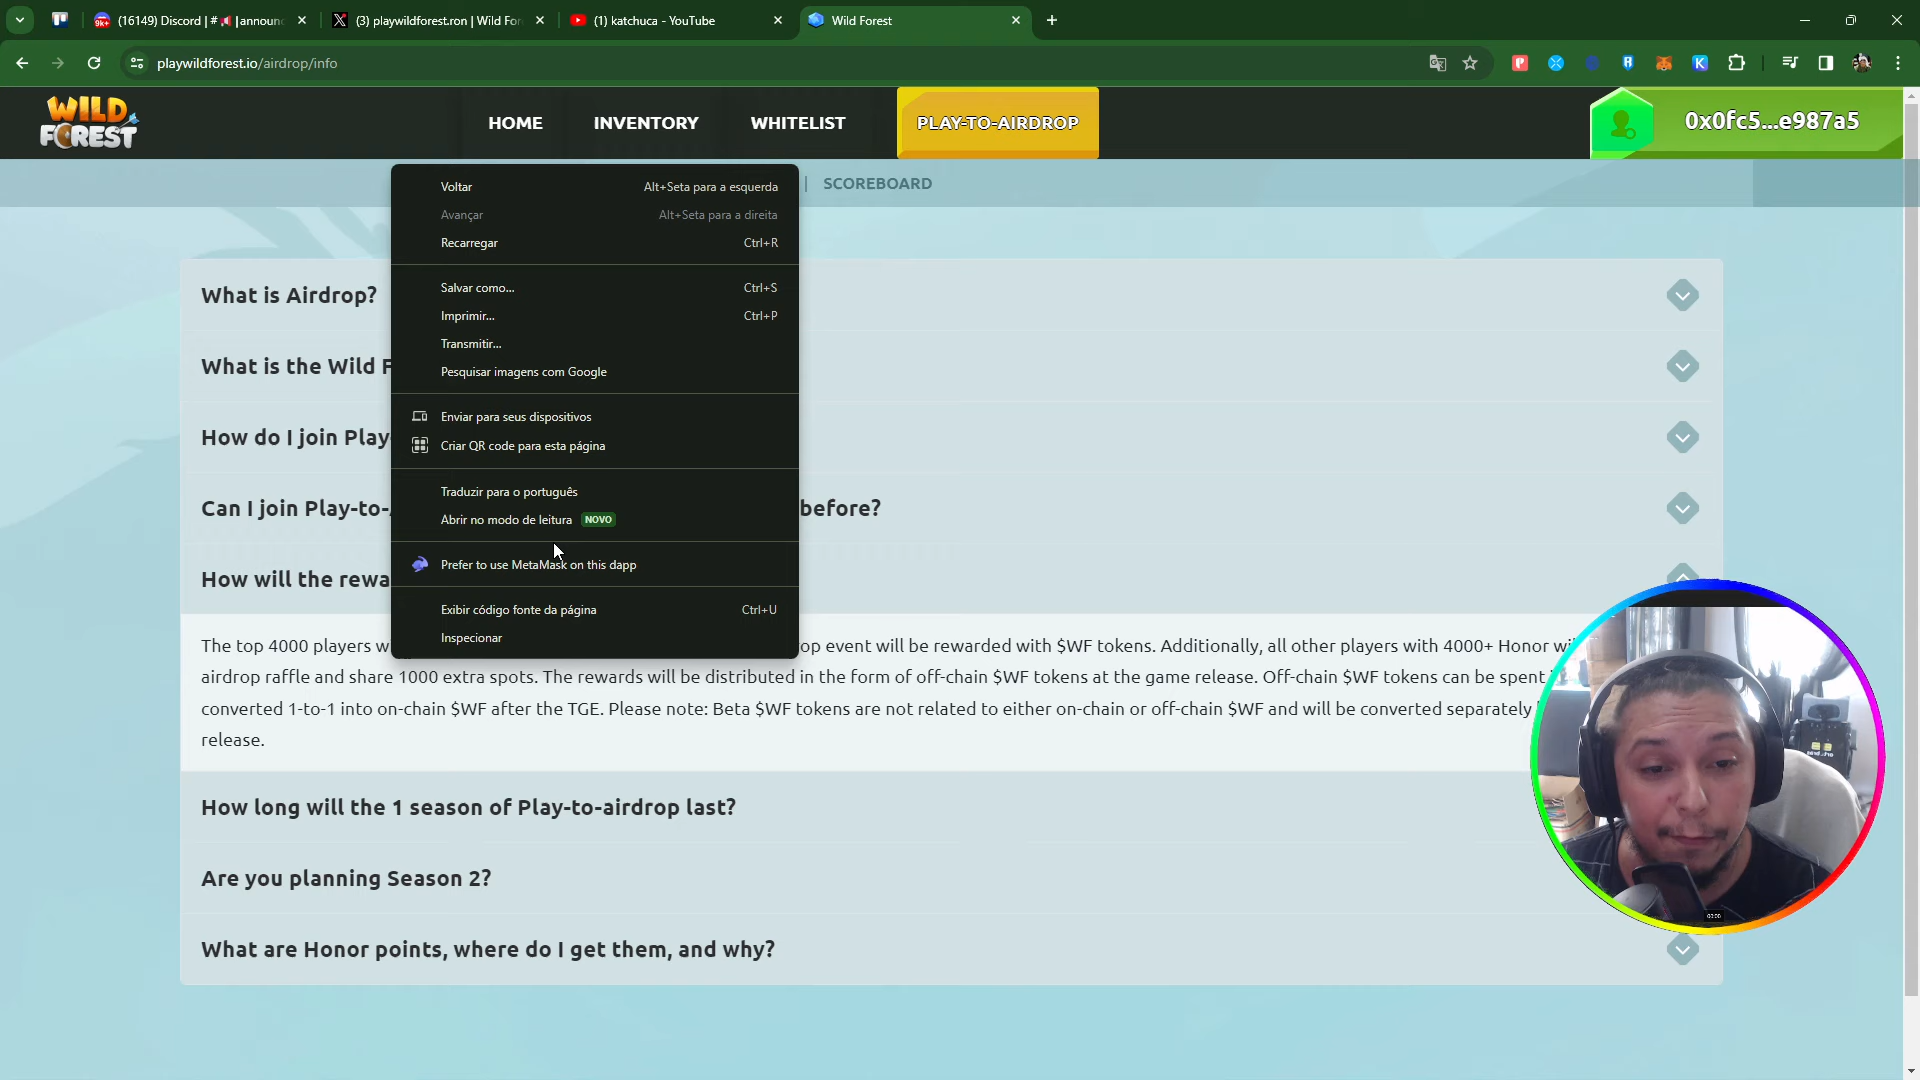 (16149) Discord | # |announc
(3) playwildforest.ron | Wild For
(1) katchuca - YouTube
Wild Forest
playwildforest.io/airdrop/info
WILD FOREST
HOME
INVENTORY
WHITELIST
PLAY-TO-AIRDROP
0x0fc5...e987a5
| SCOREBOARD
Voltar Alt+Seta para a esquerda
Avançar Alt+Seta para a direita
Recarregar Ctrl+R
Salvar como... Ctrl+S
Imprimir... Ctrl+P
Transmitir...
Pesquisar imagens com Google
Enviar para seus dispositivos
Criar QR code para esta página
Traduzir para o português
Abrir no modo de leitura NOVO
Prefer to use MetaMask on this dapp
Exibir código fonte da página Ctrl+U
Inspecionar
What is Airdrop?
What is the Wild F
How do I join Play
Can I join Play-to- before?
How will the rewa
The top 4000 players w op event will be rewarded with $WF tokens. Additionally, all other players with 4000+ Honor wi
airdrop raffle and share 1000 extra spots. The rewards will be distributed in the form of off-chain $WF tokens at the game release. Off-chain $WF tokens can be spent
converted 1-to-1 into on-chain $WF after the TGE. Please note: Beta $WF tokens are not related to either on-chain or off-chain $WF and will be converted separately
release.
How long will the 1 season of Play-to-airdrop last?
Are you planning Season 2?
What are Honor points, where do I get them, and why?
00:00